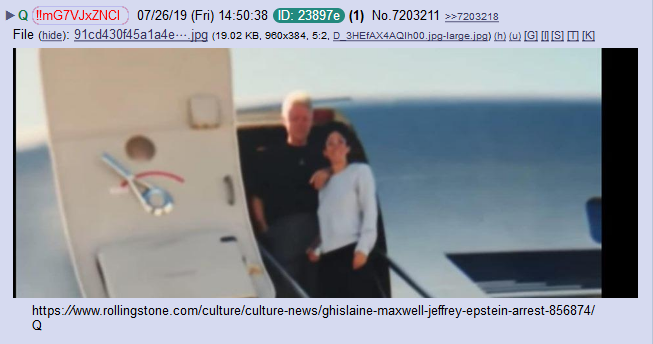 ▶ Q !!mG7VJxZNCI 07/26/19 (Fri) 14:50:38 ID: 23897e (1) No.7203211 >>7203218
File (hide): 91cd430f45a1a4e⋯.jpg (19.02 KB, 960x384, 5:2, D_3HEfAX4AQIh00.jpg-large.jpg) (h) (u) [G] [I] [S] [T] [K]
https://www.rollingstone.com/culture/culture-news/ghislaine-maxwell-jeffrey-epstein-arrest-856874/
Q